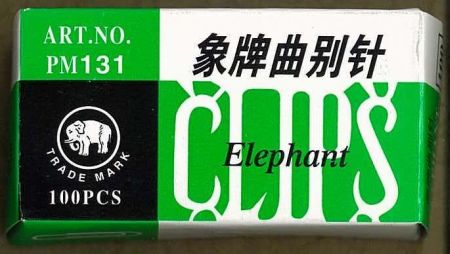 ART.NO.
PM131
象牌曲别针
TRADE MARK
Elephant
CLIPS
100PCS